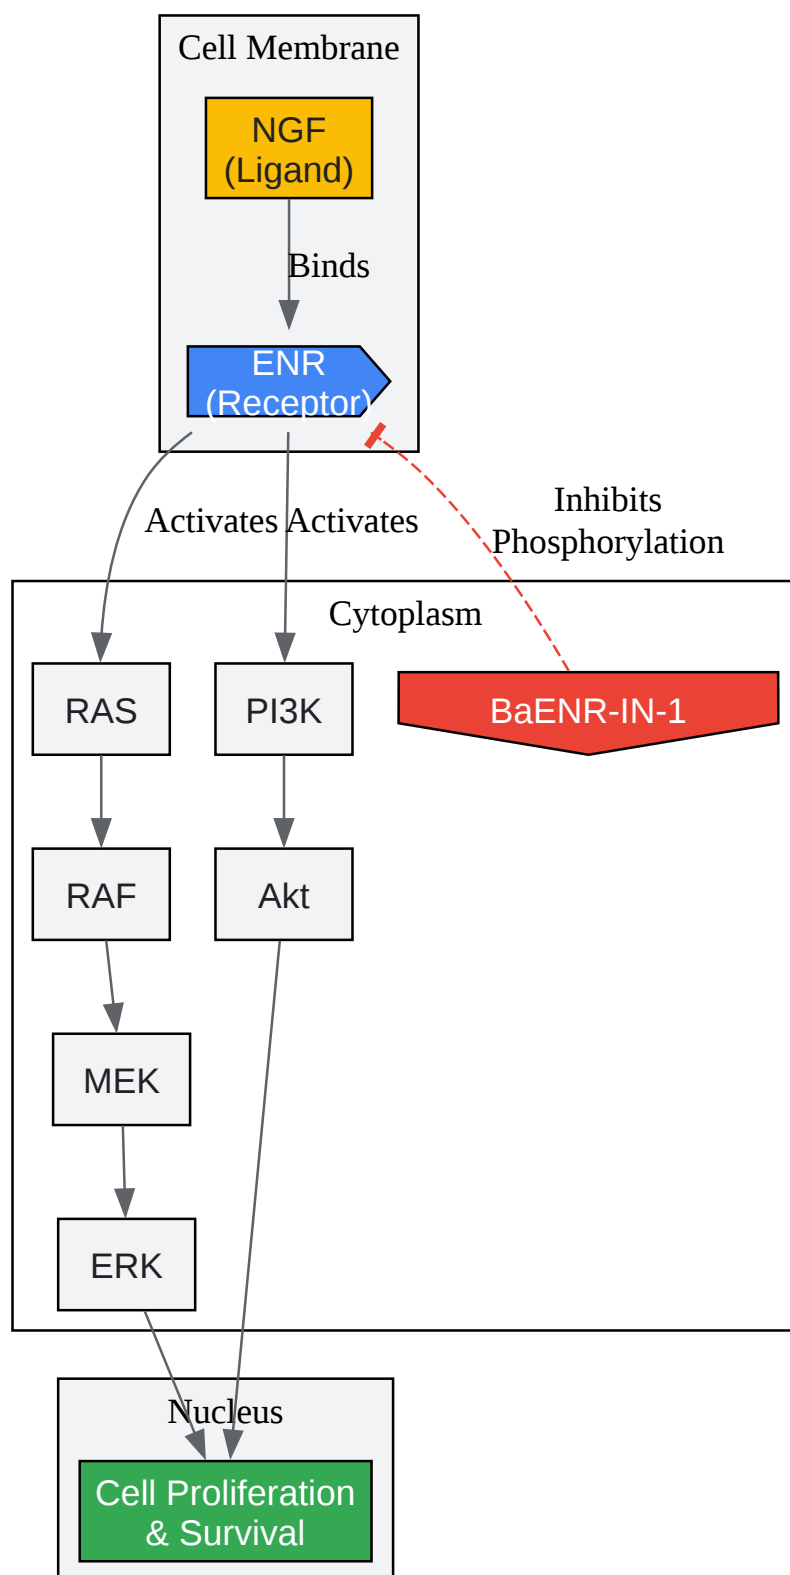 Cell Membrane
NGF
(Ligand)
Binds
ENR
(Receptor)
Activates
Activates
Inhibits
Phosphorylation
Cytoplasm
RAS
PI3K
BaENR-IN-1
RAF
Akt
MEK
ERK
Nucleus
Cell Proliferation
& Survival